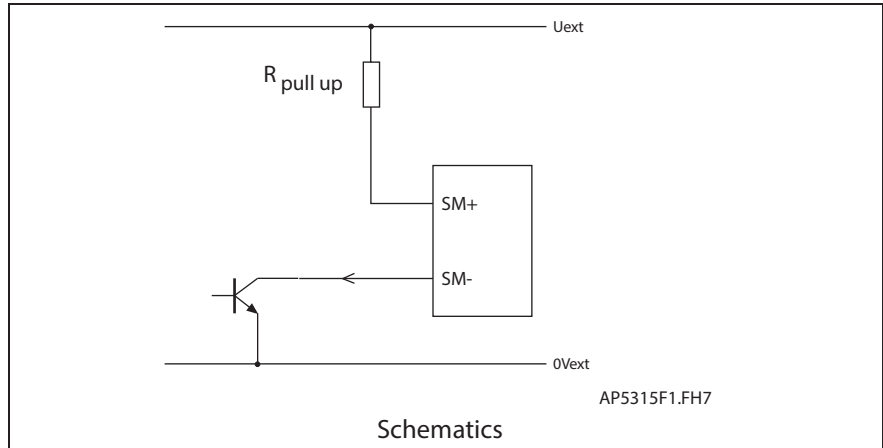 Uext
R pull up
SM+
SM-
0Vext
AP5315F1.FH7
Schematics